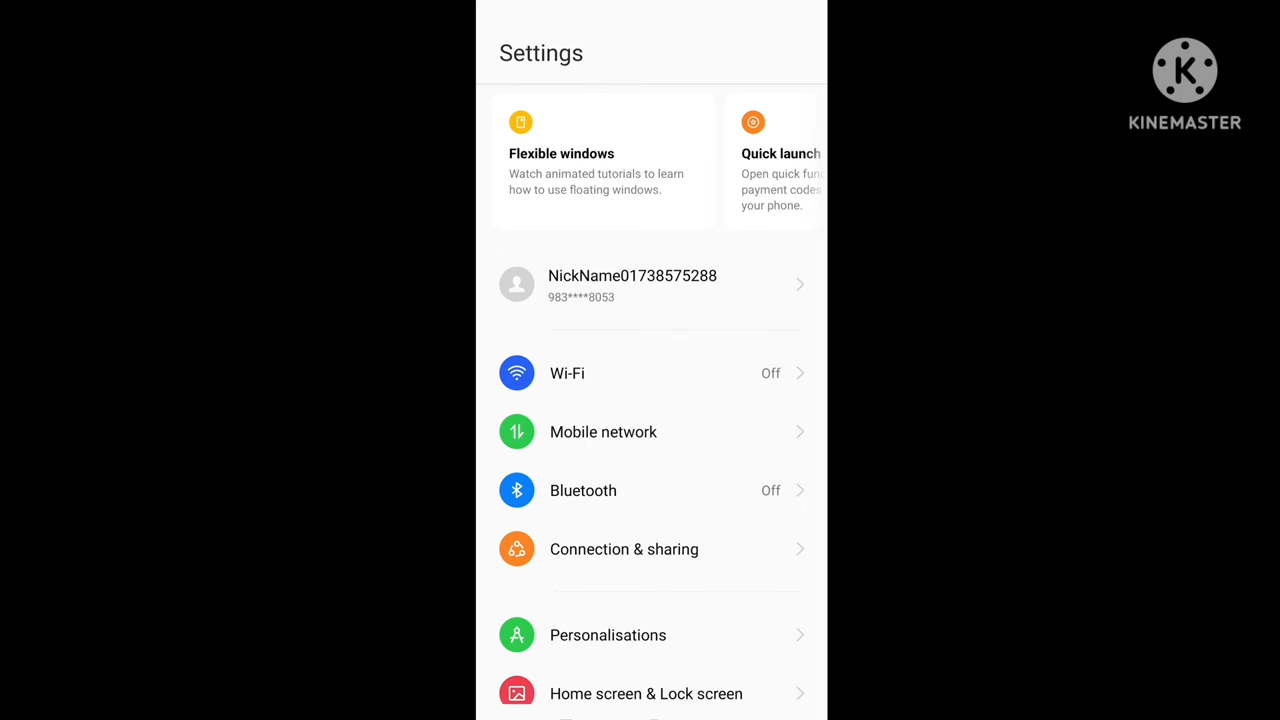 Settings
KINEMASTER
Flexible windows
Watch animated tutorials to learn
how to use floating windows.
Quick launch
Open quick func
payment codes
your phone.
NickName01738575288
983****8053
Wi-Fi Off
Mobile network
Bluetooth Off
Connection & sharing
Personalisations
Home screen & Lock screen